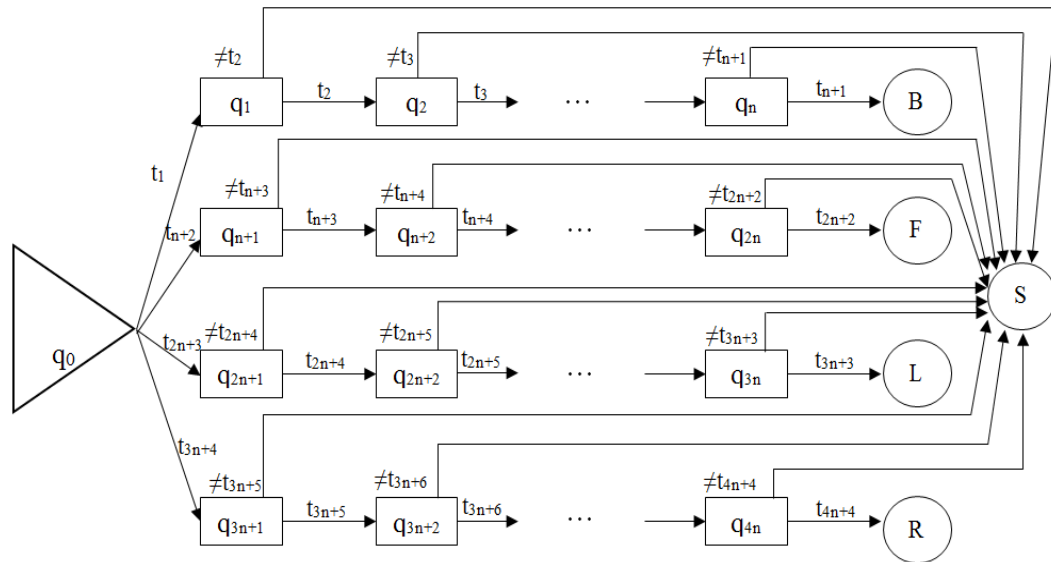 ≠t₂ ≠t₃ ≠tₙ₊₁
q₁ t₂ q₂ t₃ … qₙ tₙ₊₁ B
t₁
≠tₙ₊₃ ≠tₙ₊₄ ≠t₂ₙ₊₂
tₙ₊₂ qₙ₊₁ tₙ₊₃ qₙ₊₂ tₙ₊₄ … q₂ₙ t₂ₙ₊₂ F
S
q₀
≠t₂ₙ₊₄ ≠t₂ₙ₊₅ ≠t₃ₙ₊₃
t₂ₙ₊₃ q₂ₙ₊₁ t₂ₙ₊₄ q₂ₙ₊₂ t₂ₙ₊₅ … q₃ₙ t₃ₙ₊₃ L
t₃ₙ₊₄
≠t₃ₙ₊₅ ≠t₃ₙ₊₆ ≠t₄ₙ₊₄
q₃ₙ₊₁ t₃ₙ₊₅ q₃ₙ₊₂ t₃ₙ₊₆ … q₄ₙ t₄ₙ₊₄ R